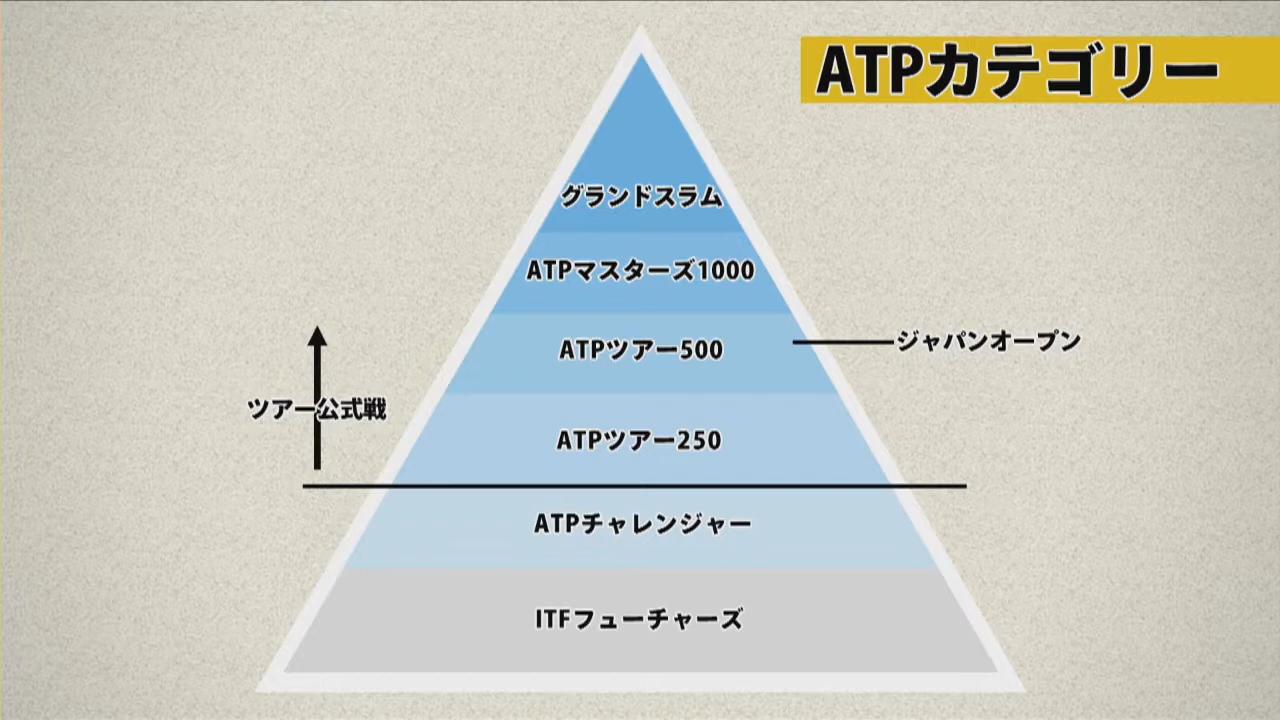 ATPカテゴリー
グランドスラム
ATPマスターズ1000
ATPツアー500
ジャパンオープン
ツアー公式戦
ATPツアー250
ATPチャレンジャー
ITFフューチャーズ